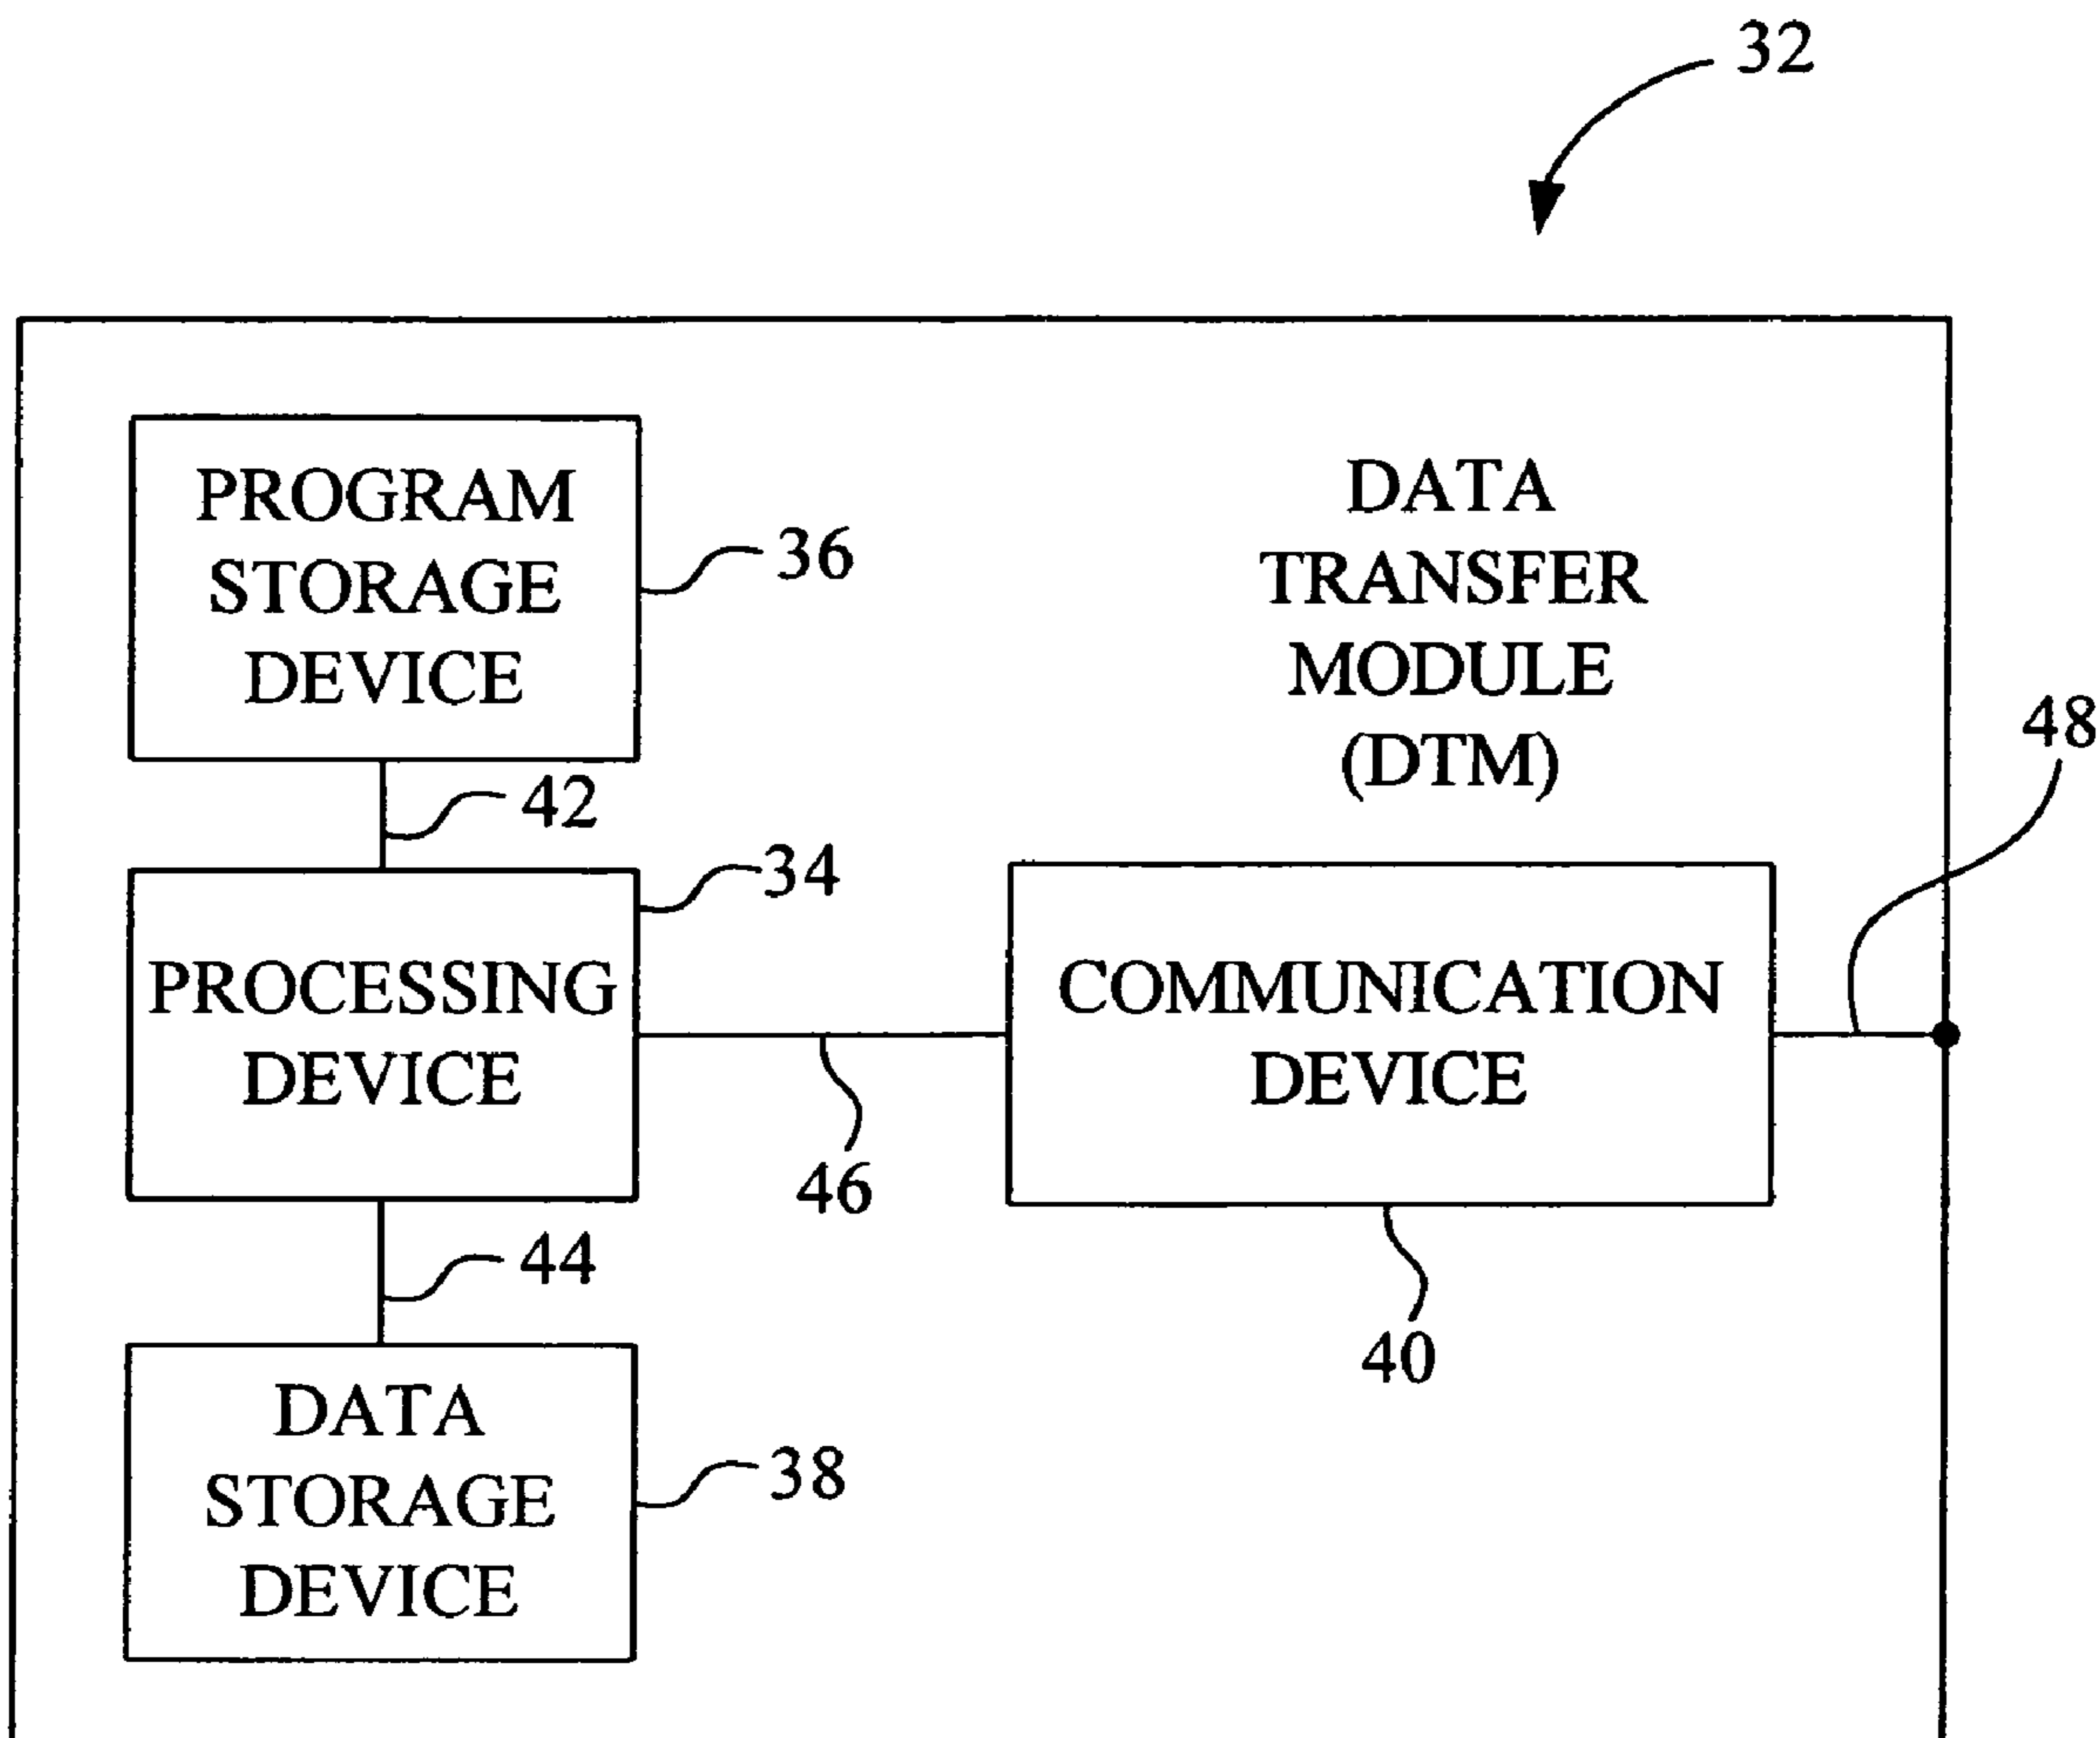 32
PROGRAM
STORAGE
DEVICE
36
DATA
TRANSFER
MODULE
(DTM)
48
42
34
PROCESSING
DEVICE
COMMUNICATION
DEVICE
46
44
40
DATA
STORAGE
DEVICE
38